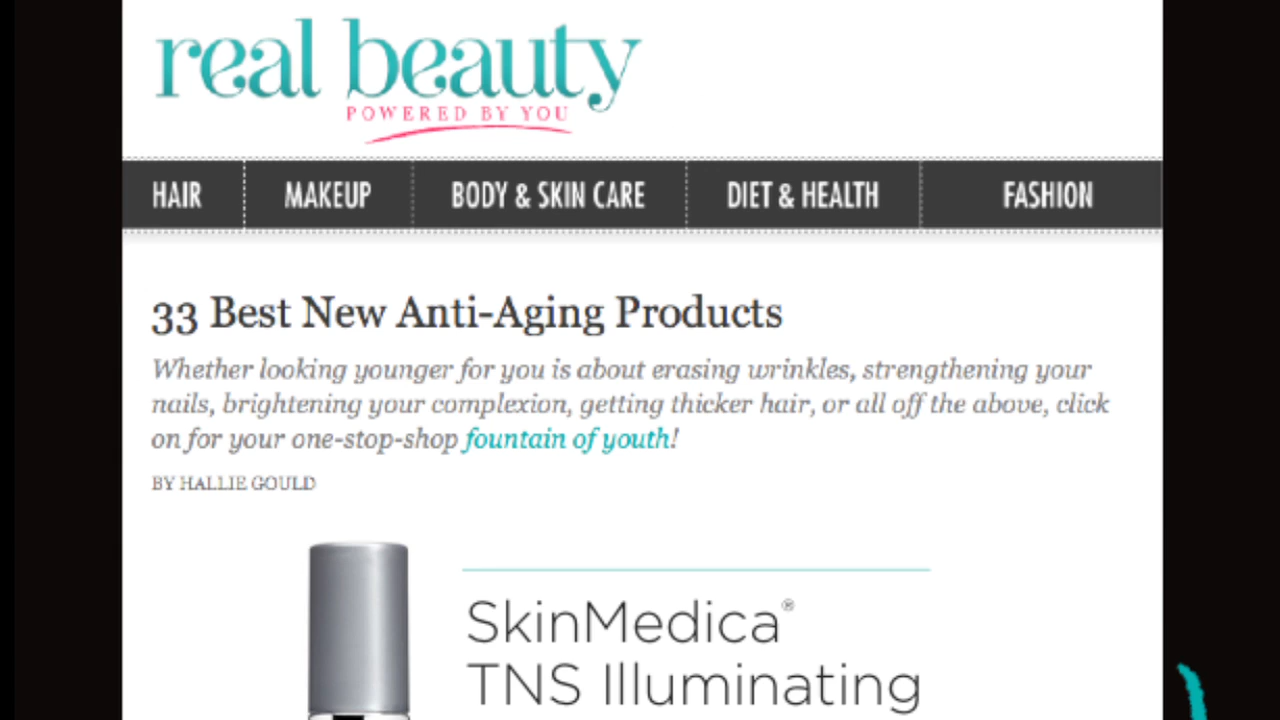 real beauty
POWERED BY YOU
HAIR MAKEUP BODY & SKIN CARE DIET & HEALTH FASHION
33 Best New Anti-Aging Products
Whether looking younger for you is about erasing wrinkles, strengthening your
nails, brightening your complexion, getting thicker hair, or all off the above, click
on for your one-stop-shop fountain of youth!
BY HALLIE GOULD
SkinMedica®
TNS Illuminating